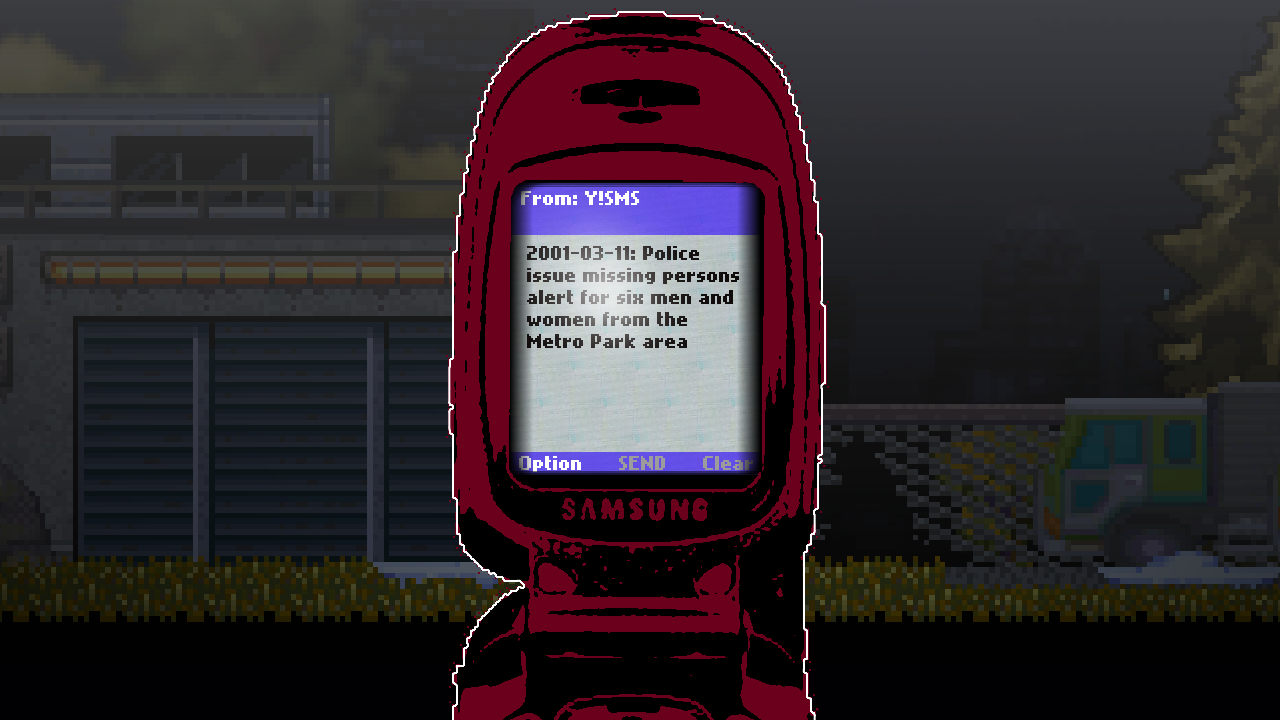 From: Y!SMS
2001-03-11: Police
issue missing persons
alert for six men and
women from the
Metro Park area
Option SEND Clear
SAMSUNG